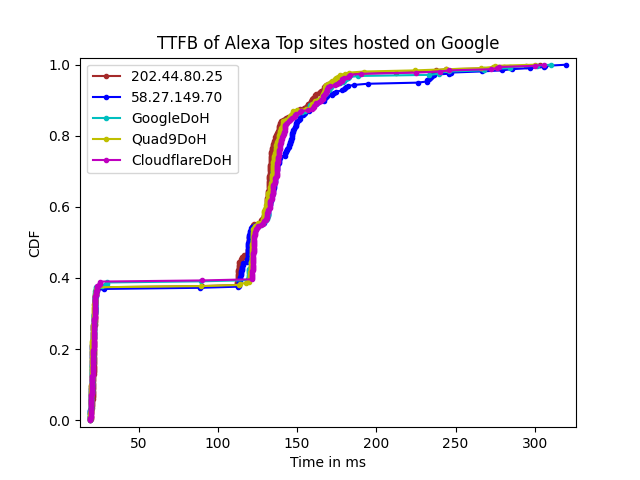 TTFB of Alexa Top sites hosted on Google
1.0
0.8
0.6
0.4
0.2
0.0
CDF
202.44.80.25
58.27.149.70
GoogleDoH
Quad9DoH
CloudflareDoH
50
100
150
200
250
300
Time in ms